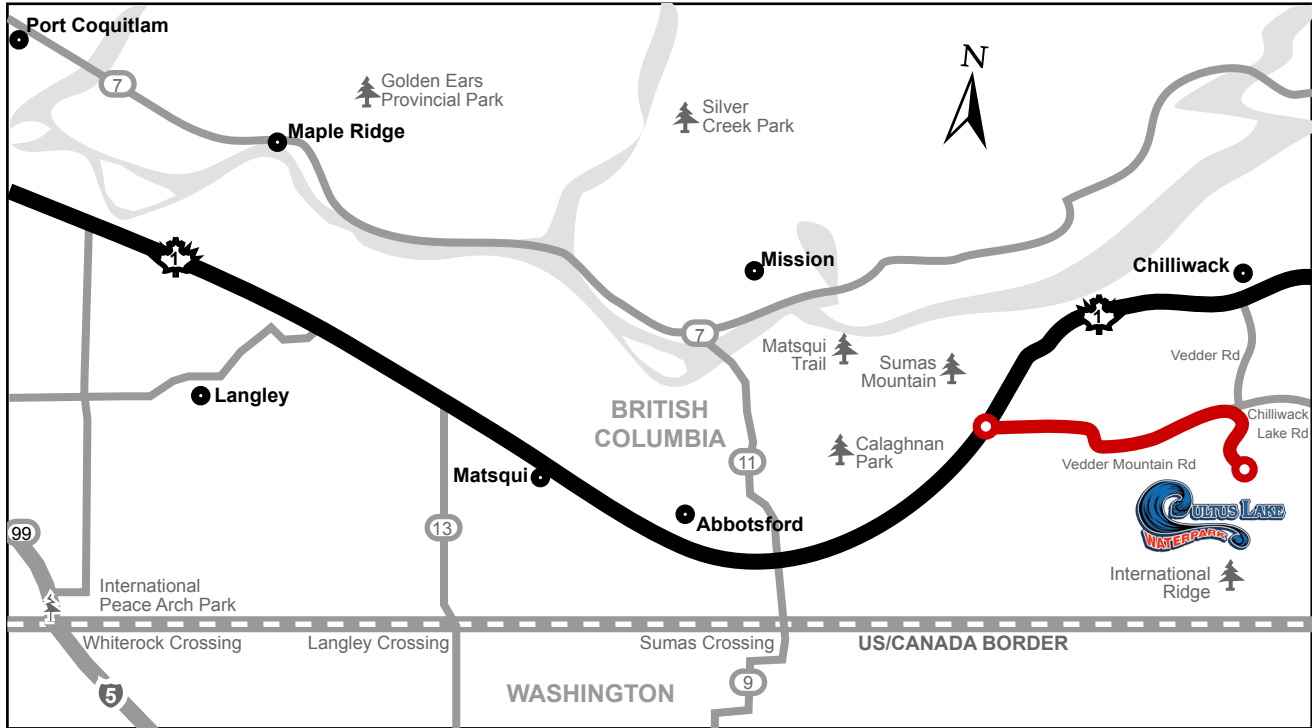 Port Coquitlam
7
Golden Ears
Provincial Park
Silver
Creek Park
N
Maple Ridge
1
Mission
Chilliwack
1
7
Matsqui
Trail
Sumas
Mountain
Vedder Rd
Langley
BRITISH
COLUMBIA
Chilliwack
Lake Rd
Calaghnan
Park
Vedder Mountain Rd
11
Matsqui
13
Abbotsford
CULTUS LAKE
WATERPARK
99
International
Peace Arch Park
International
Ridge
Whiterock Crossing
Langley Crossing
Sumas Crossing
US/CANADA BORDER
5
WASHINGTON
9